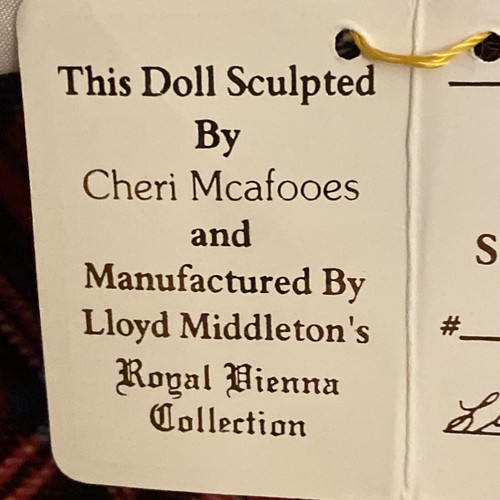 This Doll Sculpted
By
Cheri Mcafooes
and
Manufactured By
Lloyd Middleton's
Royal Vienna
Collection
S
#